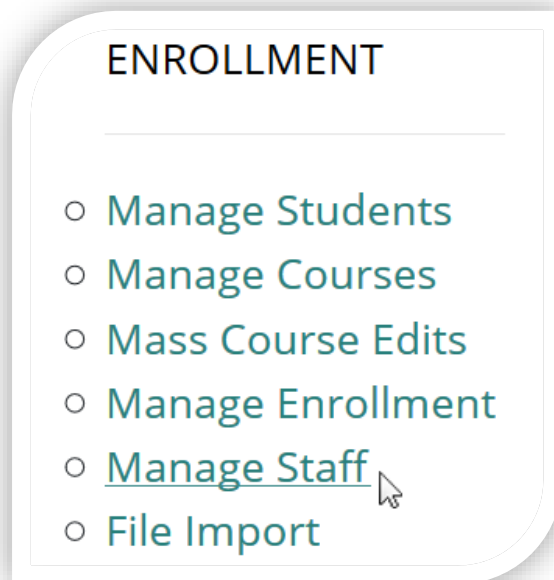 ENROLLMENT
Manage Students
Manage Courses
Mass Course Edits
Manage Enrollment
Manage Staff
File Import